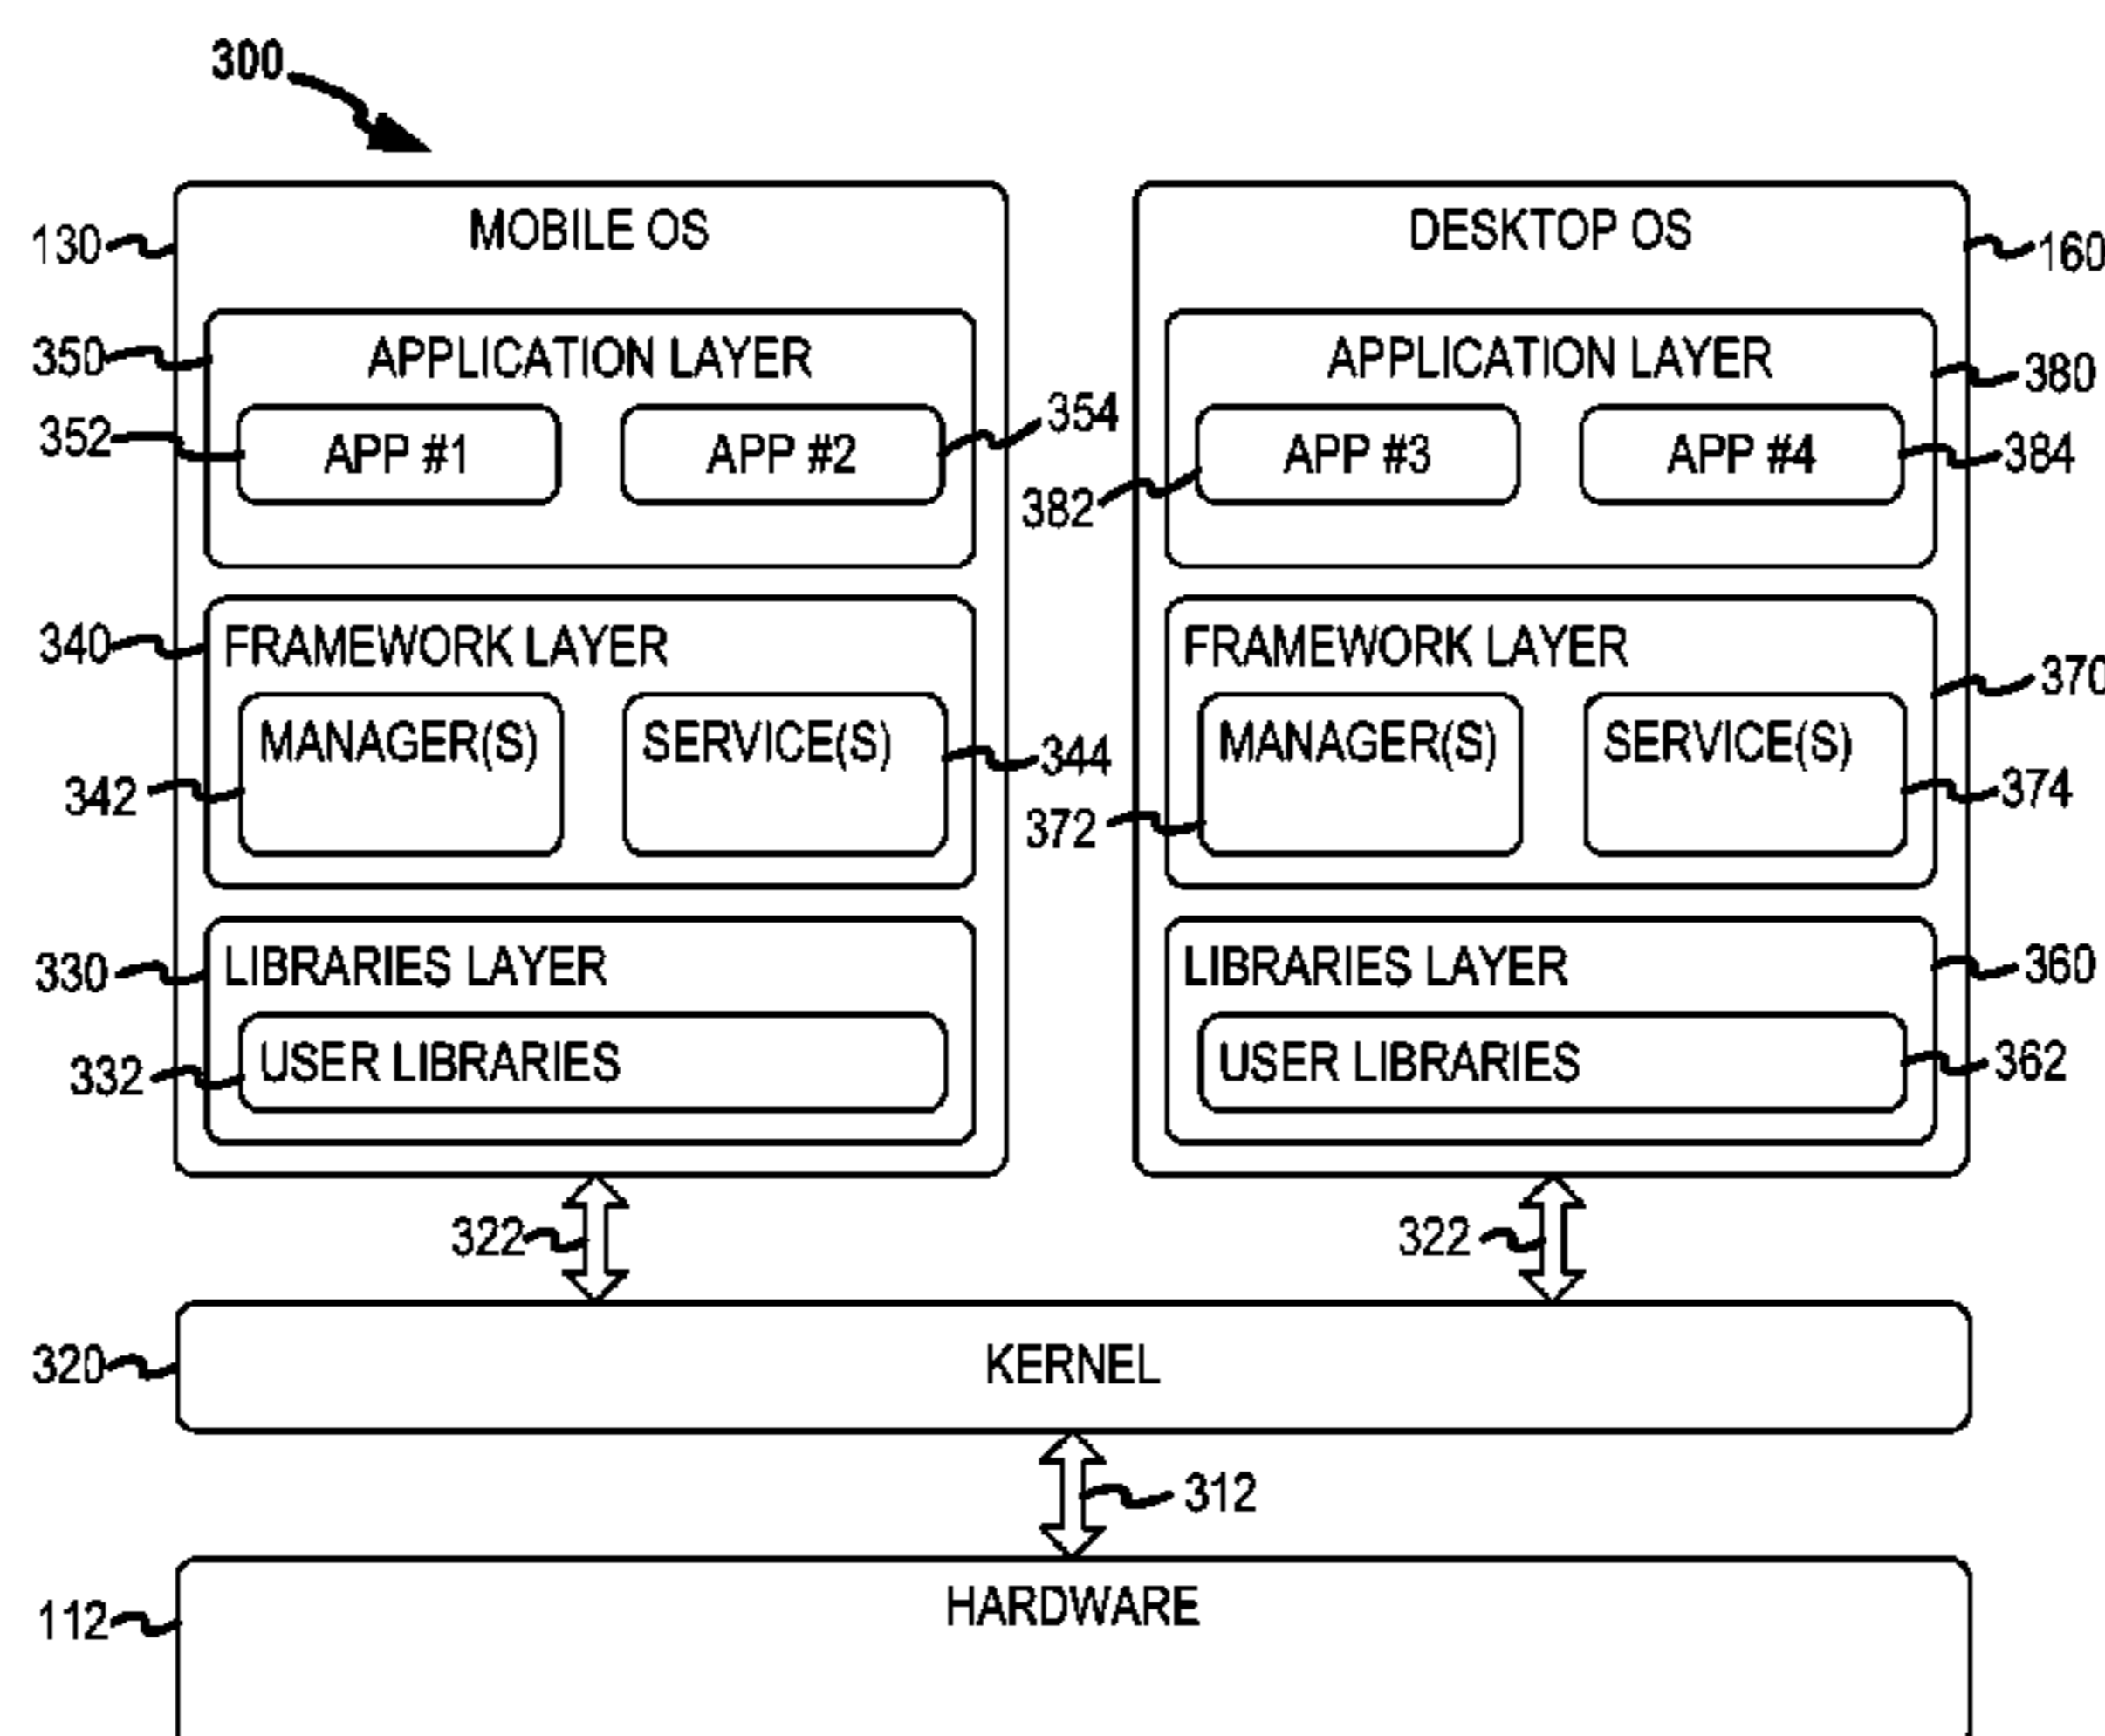 300
130 MOBILE OS DESKTOP OS 160
350 APPLICATION LAYER APPLICATION LAYER 380
352 APP #1 APP #2 354 APP #3 APP #4 384
382
340 FRAMEWORK LAYER FRAMEWORK LAYER 370
MANAGER(S) SERVICE(S) 344 MANAGER(S) SERVICE(S)
342 372 374
330 LIBRARIES LAYER LIBRARIES LAYER 360
332 USER LIBRARIES USER LIBRARIES 362
322 322
320 KERNEL
312
112 HARDWARE